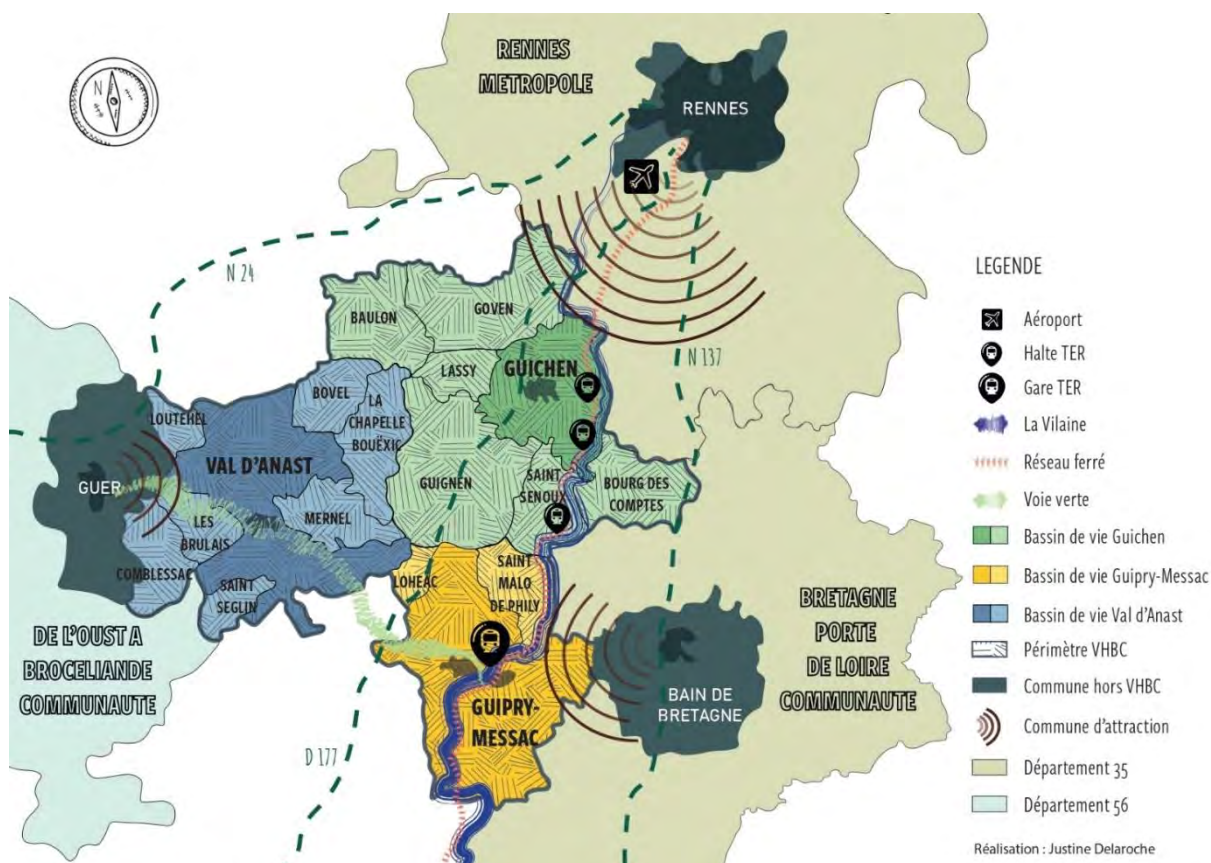 RENNES
METROPOLE
N
RENNES
N 24
BAULON
GOVEN
N 137
LASSY
GUICHEN
BOVEL
LOUTEHEL
LA
CHAPELLE
BOUËXIC
VAL D'ANAST
GUER
GUIGNEN
SAINT
SENOUX
BOURG DES
COMPTES
MERNEL
LES
BRULAIS
COMBLESSAC
SAINT
SEGLIN
LOHEAC
SAINT
MALO
DE PHILY
DE L'OUST A
BROCELIANDE
COMMUNAUTE
BRETAGNE
PORTE
DE LOIRE
COMMUNAUTE
BAIN DE
BRETAGNE
GUIPRY-
MESSAC
D 177
LEGENDE
Aéroport
Halte TER
Gare TER
La Vilaine
Réseau ferré
Voie verte
Bassin de vie Guichen
Bassin de vie Guipry-Messac
Bassin de vie Val d'Anast
Périmètre VHBC
Commune hors VHBC
Commune d'attraction
Département 35
Département 56
Réalisation : Justine Delaroche